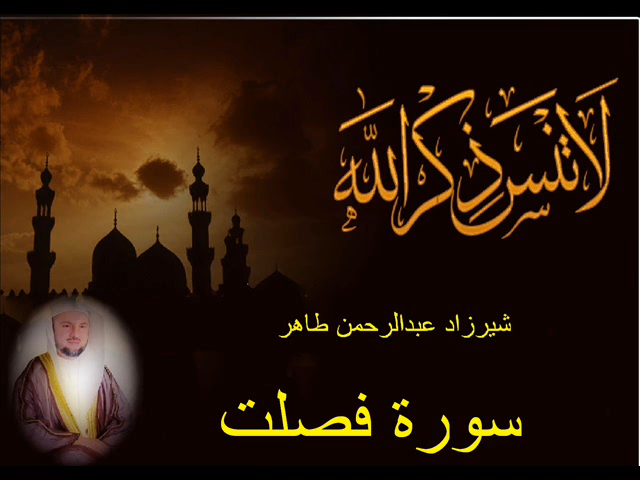 لا تنس ذكر الله
شيرزاد عبدالرحمن طاهر
سورة فصلت